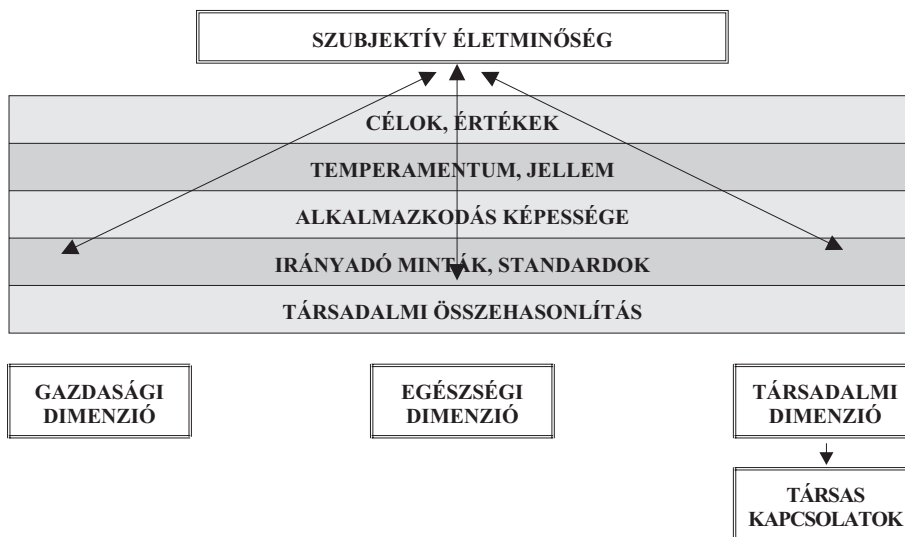 SZUBJEKTÍV ÉLETMINŐSÉG
CÉLOK, ÉRTÉKEK
TEMPERAMENTUM, JELLEM
ALKALMAZKODÁS KÉPESSÉGE
IRÁNYADÓ MINTÁK, STANDARDOK
TÁRSADALMI ÖSSZEHASONLÍTÁS
GAZDASÁGI
DIMENZIÓ
EGÉSZSÉGI
DIMENZIÓ
TÁRSADALMI
DIMENZIÓ
TÁRSAS
KAPCSOLATOK